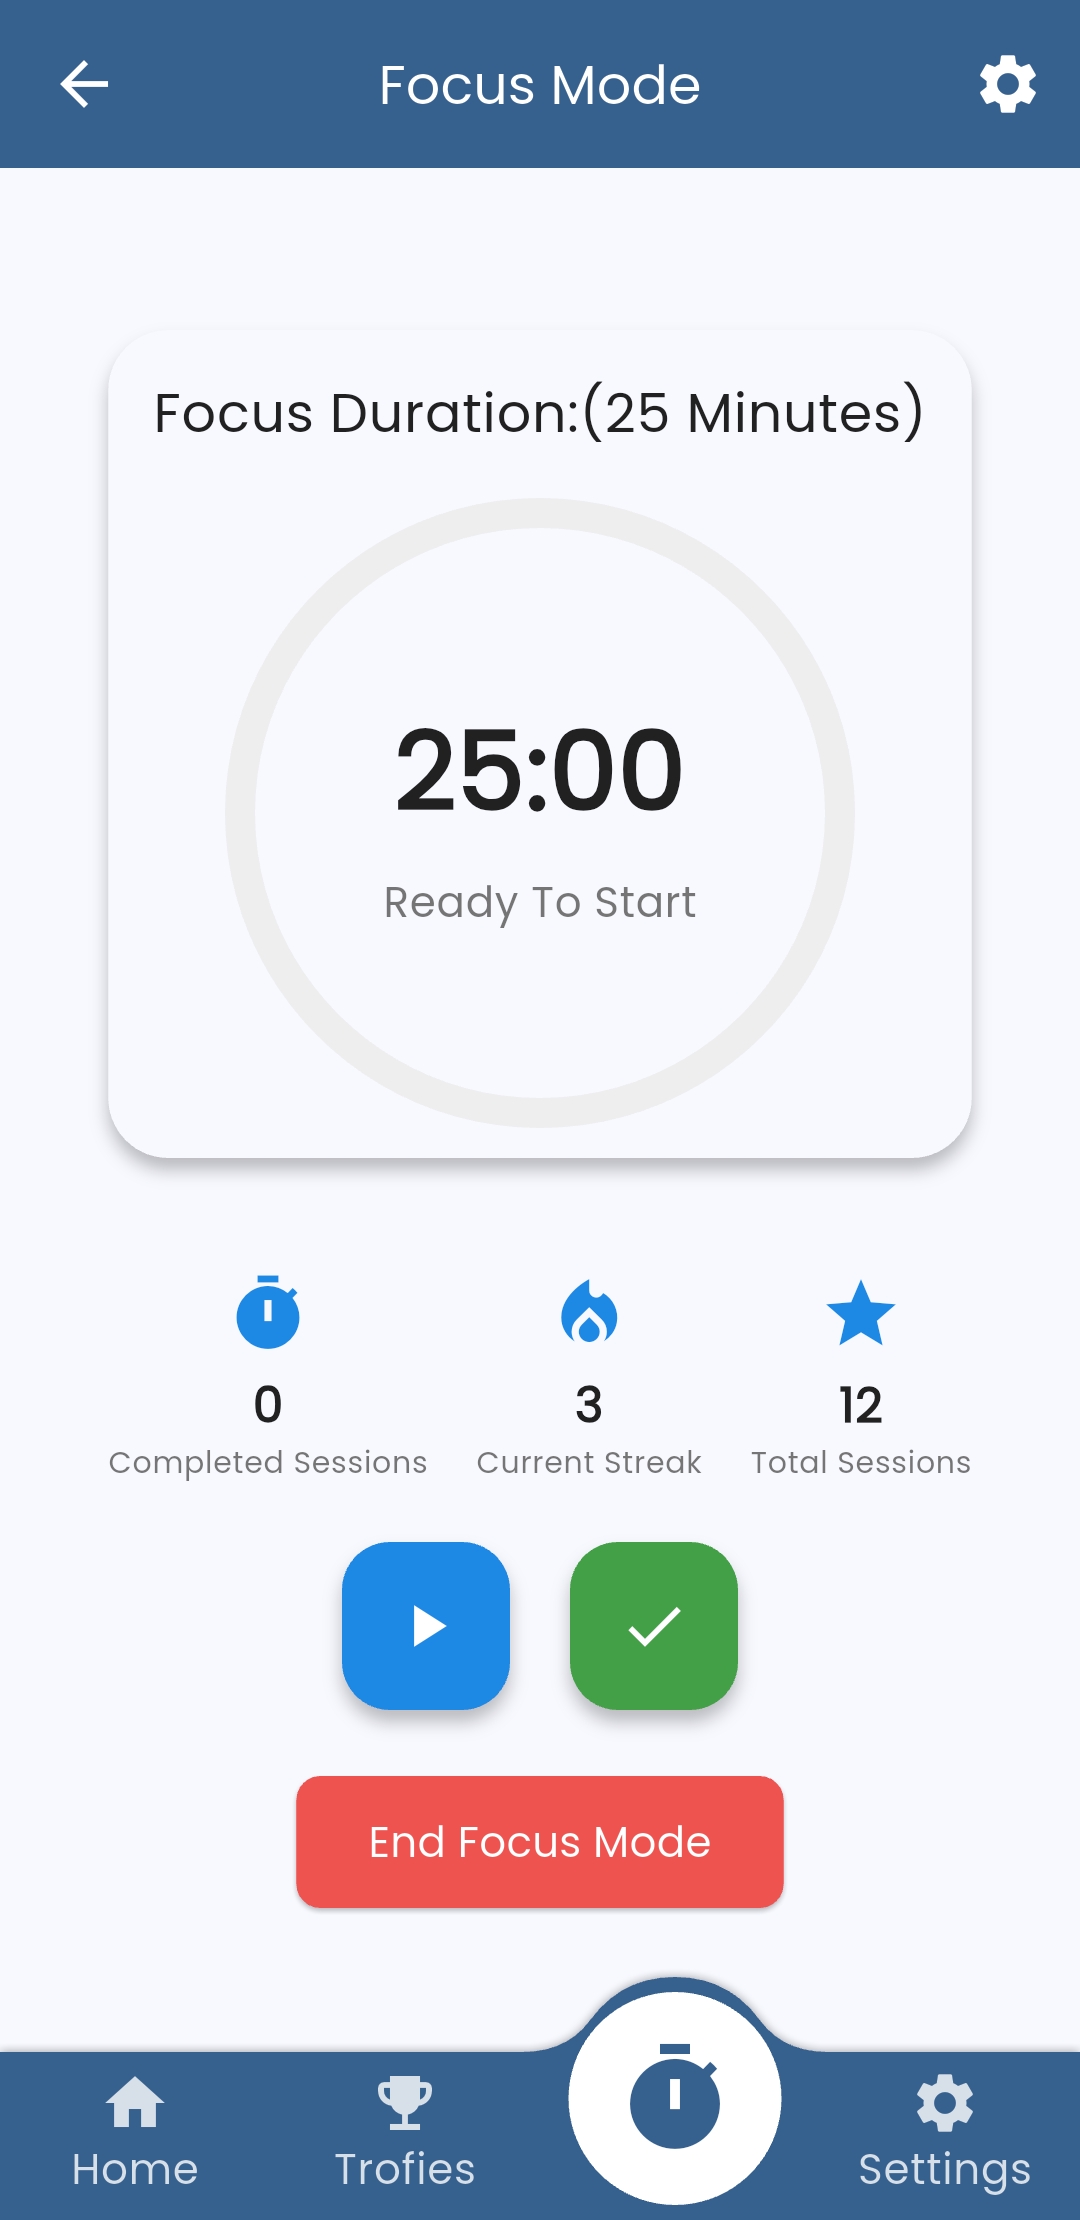 Focus Mode
Focus Duration:(25 Minutes)
25:00
Ready To Start
0
Completed Sessions
3
Current Streak
12
Total Sessions
End Focus Mode
Home
Trofies
Settings